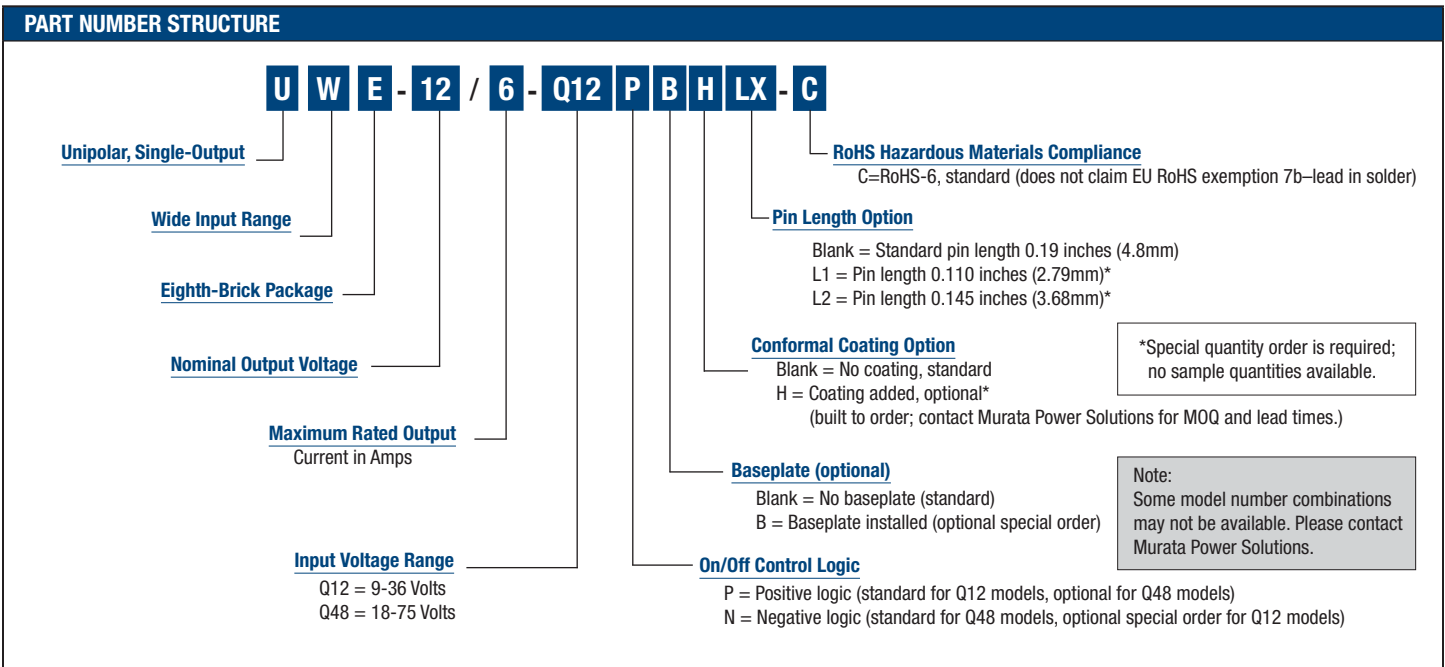 PART NUMBER STRUCTURE
U W E - 12 / 6 - Q12 P B H LX - C
Unipolar, Single-Output
Wide Input Range
Eighth-Brick Package
Nominal Output Voltage
Maximum Rated Output
Current in Amps
Input Voltage Range
Q12 = 9-36 Volts
Q48 = 18-75 Volts
RoHS Hazardous Materials Compliance
C=RoHS-6, standard (does not claim EU RoHS exemption 7b–lead in solder)
Pin Length Option
Blank = Standard pin length 0.19 inches (4.8mm)
L1 = Pin length 0.110 inches (2.79mm)*
L2 = Pin length 0.145 inches (3.68mm)*
Conformal Coating Option
Blank = No coating, standard
H = Coating added, optional*
(built to order; contact Murata Power Solutions for MOQ and lead times.)
*Special quantity order is required;
no sample quantities available.
Baseplate (optional)
Blank = No baseplate (standard)
B = Baseplate installed (optional special order)
Note:
Some model number combinations
may not be available. Please contact
Murata Power Solutions.
On/Off Control Logic
P = Positive logic (standard for Q12 models, optional for Q48 models)
N = Negative logic (standard for Q48 models, optional special order for Q12 models)